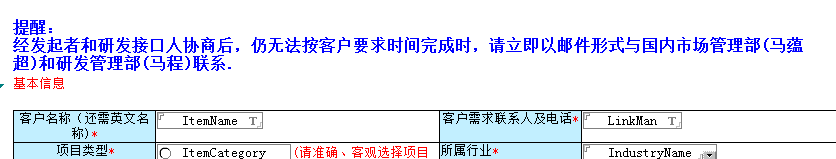 提醒：
经发起者和研发接口人协商后，仍无法按客户要求时间完成时，请立即以邮件形式与国内市场管理部(马蕴
超)和研发管理部(马程)联系.
基本信息
客户名称（还需英文名称)* ItemName T 客户需求联系人及电话* LinkMan T
项目类型* ItemCategory (请准确、客观选择项目 所属行业* IndustryName